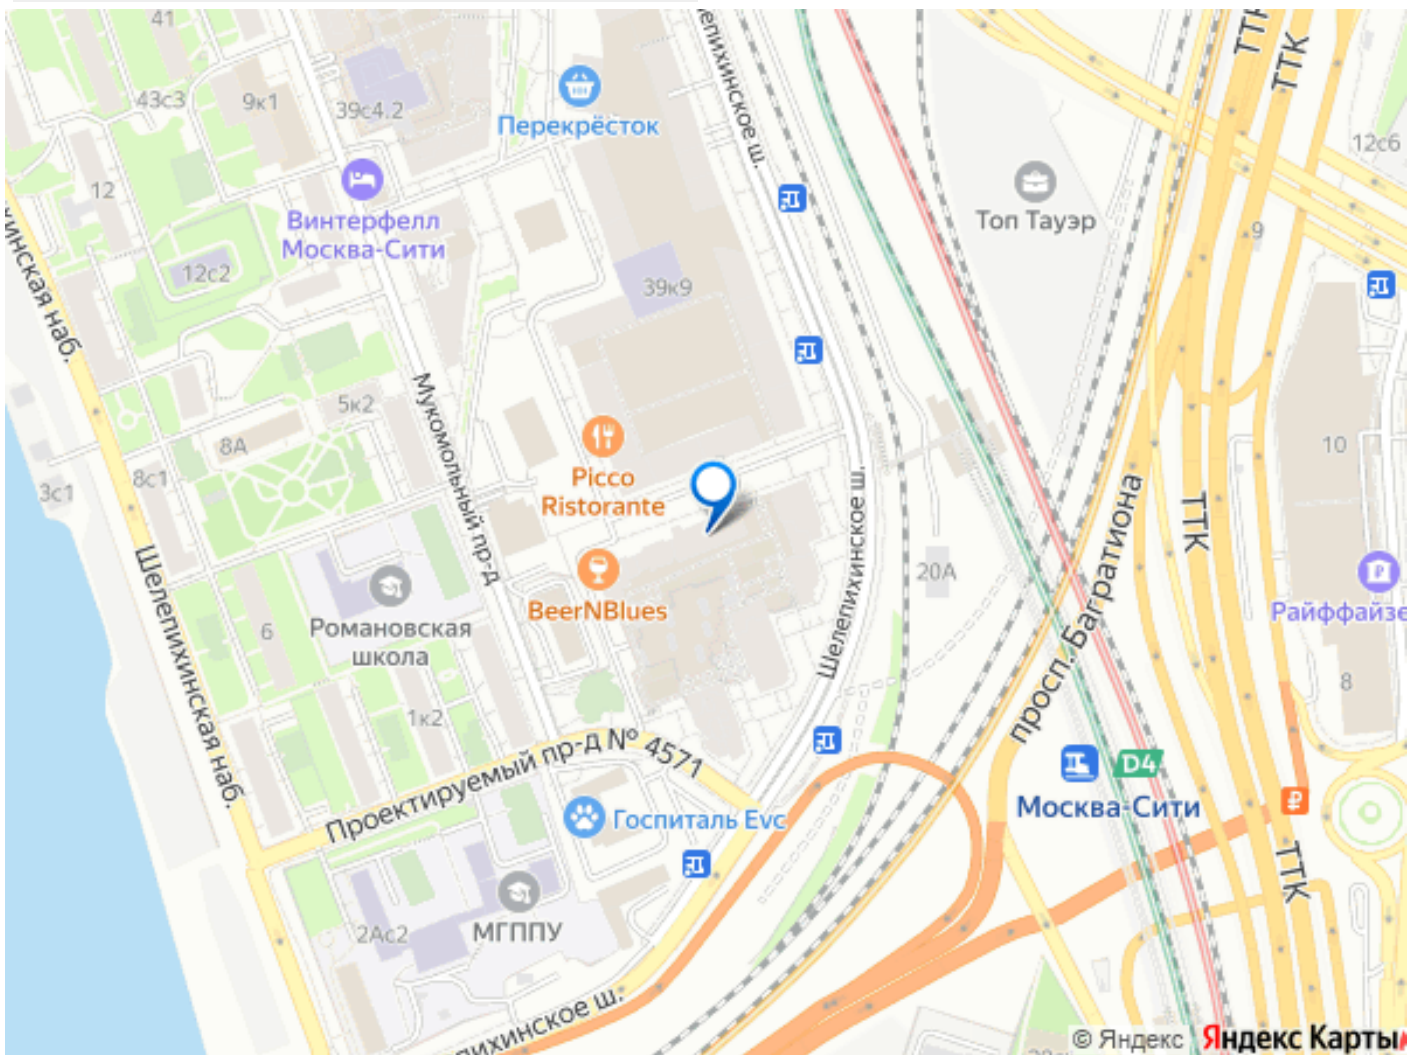 41
43с3
9к1
39с4.2
Перекрёсток
Шелепихинское ш.
ТТК
ТТК
12с6
12
Винтерфелл
Москва-Сити
Топ Тауэр
9
12с2
39к9
5к2
8А
8с1
3с1
Мукомольный пр-д
Picco
Ristorante
10
ТТК
просп. Багратиона
Шелепихинское ш.
20А
BeerNBlues
Романовская
школа
6
Шелепихинская наб.
1к2
Проектируемый пр-д № 4571
8
D4
Москва-Сити
Госпиталь Evc
ТТК
2Ас2
МГППУ
© Яндекс
Яндекс Карты